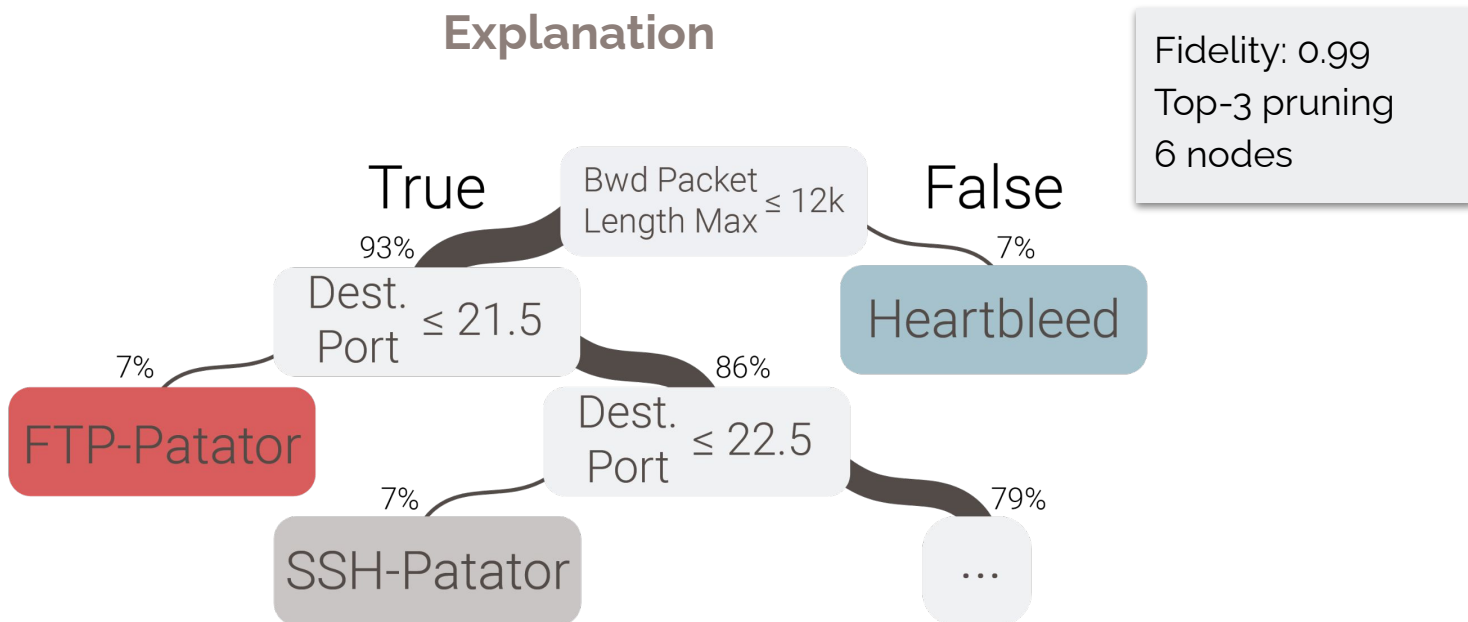 Explanation
Fidelity: 0.99
Top-3 pruning
6 nodes
True
Bwd Packet
Length Max ≤ 12k
False
93%
7%
Dest.
Port ≤ 21.5
Heartbleed
7%
86%
FTP-Patator
Dest.
Port ≤ 22.5
7%
79%
SSH-Patator
...